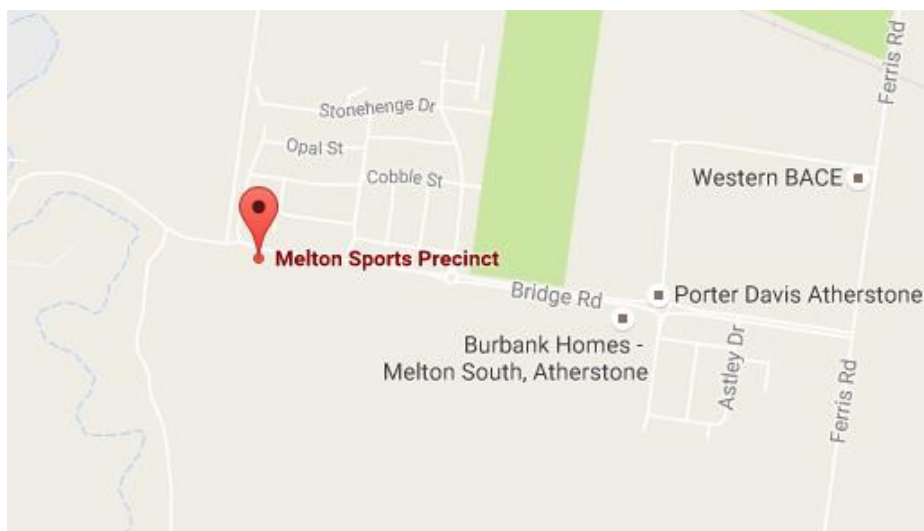 Ferris Rd
Stonehenge Dr
Opal St
Cobble St
Western BACE
Melton Sports Precinct
Bridge Rd
Porter Davis Atherstone
Burbank Homes -
Melton South, Atherstone
Astley Dr
Ferris Rd